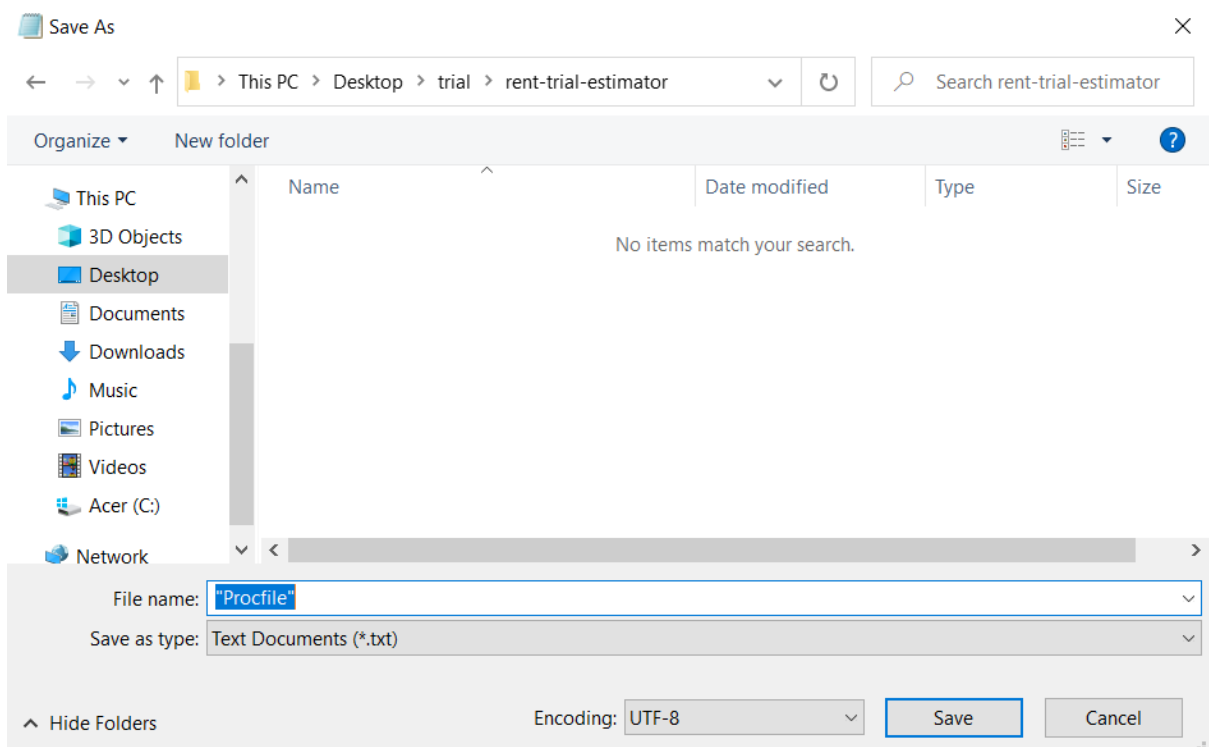 Save As
This PC > Desktop > trial > rent-trial-estimator
Search rent-trial-estimator
Organize
New folder
?
Name
Date modified
Type
Size
No items match your search.
This PC
3D Objects
Desktop
Documents
Downloads
Music
Pictures
Videos
Acer (C:)
Network
File name: "Procfile"
Save as type: Text Documents (*.txt)
Hide Folders
Encoding: UTF-8
Save
Cancel